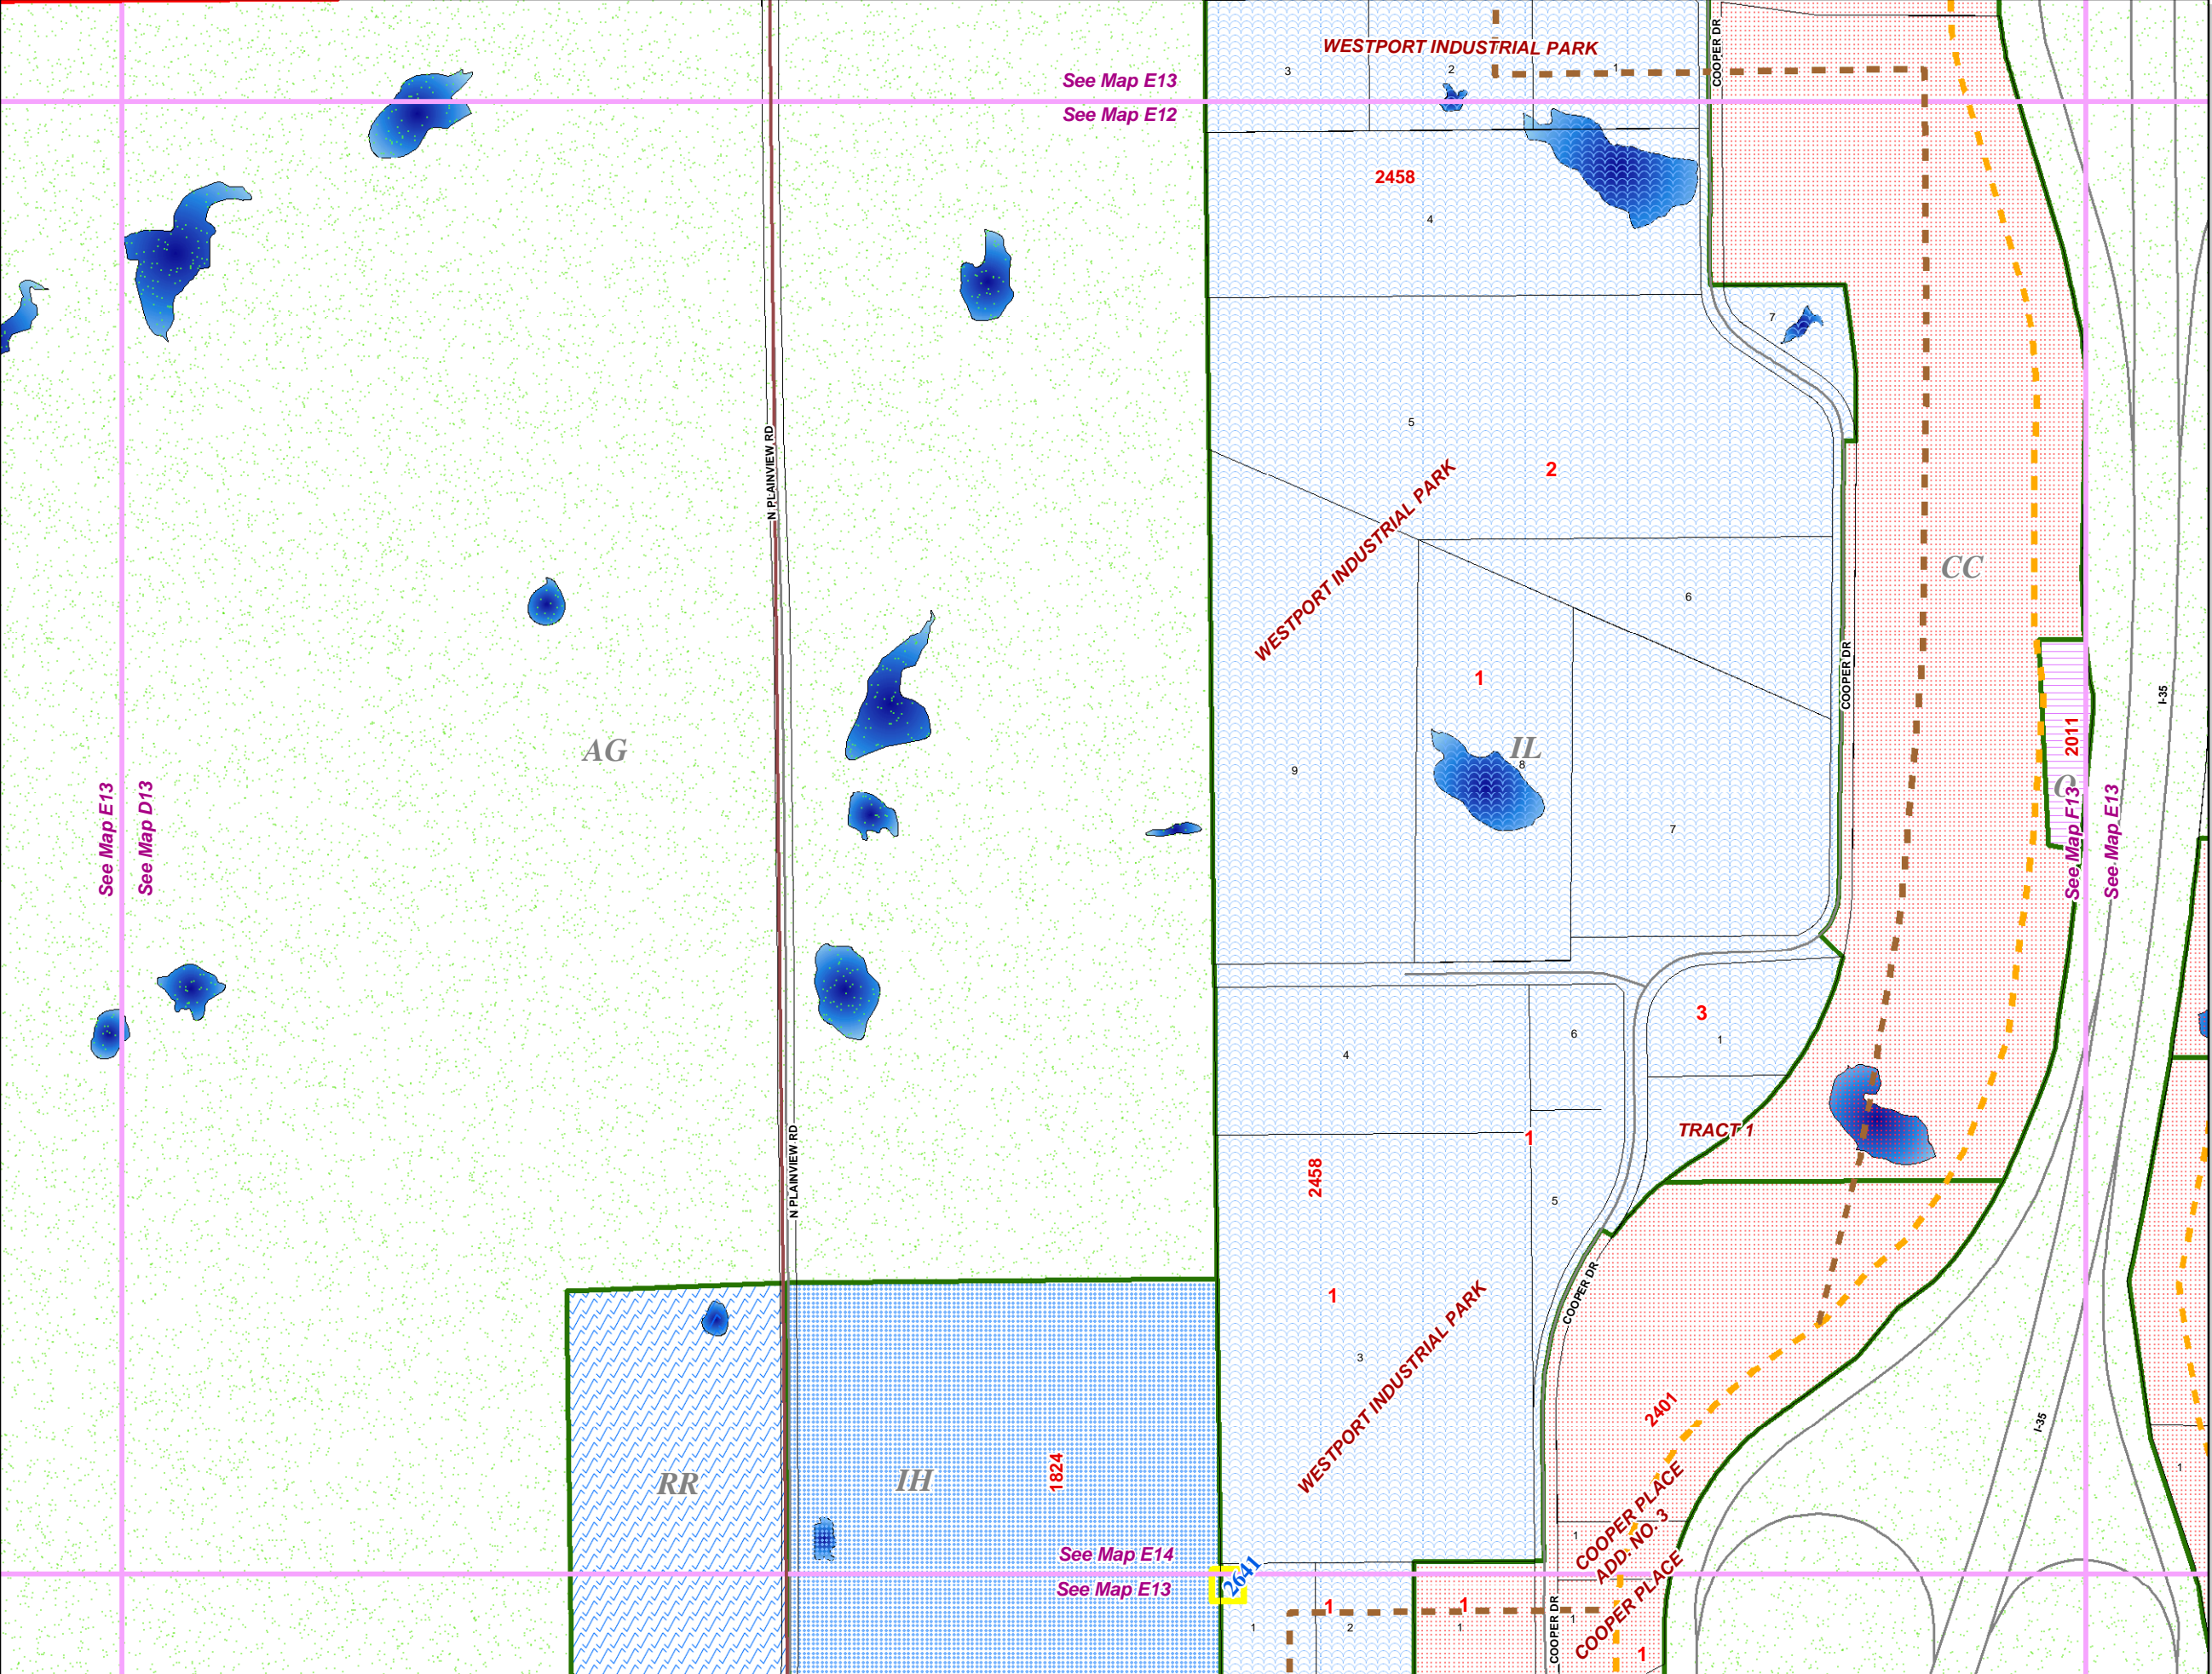 WESTPORT INDUSTRIAL PARK
COOPER DR
3
2
1
See Map E13
See Map E12
2458
4
7
N PLAINVIEW RD
5
2
WESTPORT INDUSTRIAL PARK
CC
6
COOPER DR
1
I-35
2011
AG
IL
8
9
O
7
See Map E13
See Map D13
See Map F13
See Map E13
3
1
4
6
TRACT 1
1
2458
N PLAINVIEW RD
5
1
COOPER DR
3
WESTPORT INDUSTRIAL PARK
2401
I-35
RR
IH
1824
1
COOPER PLACE
ADD. NO. 3
1
See Map E14
See Map E13
2641
COOPER PLACE
1
1
1
1
2
1
COOPER DR
1